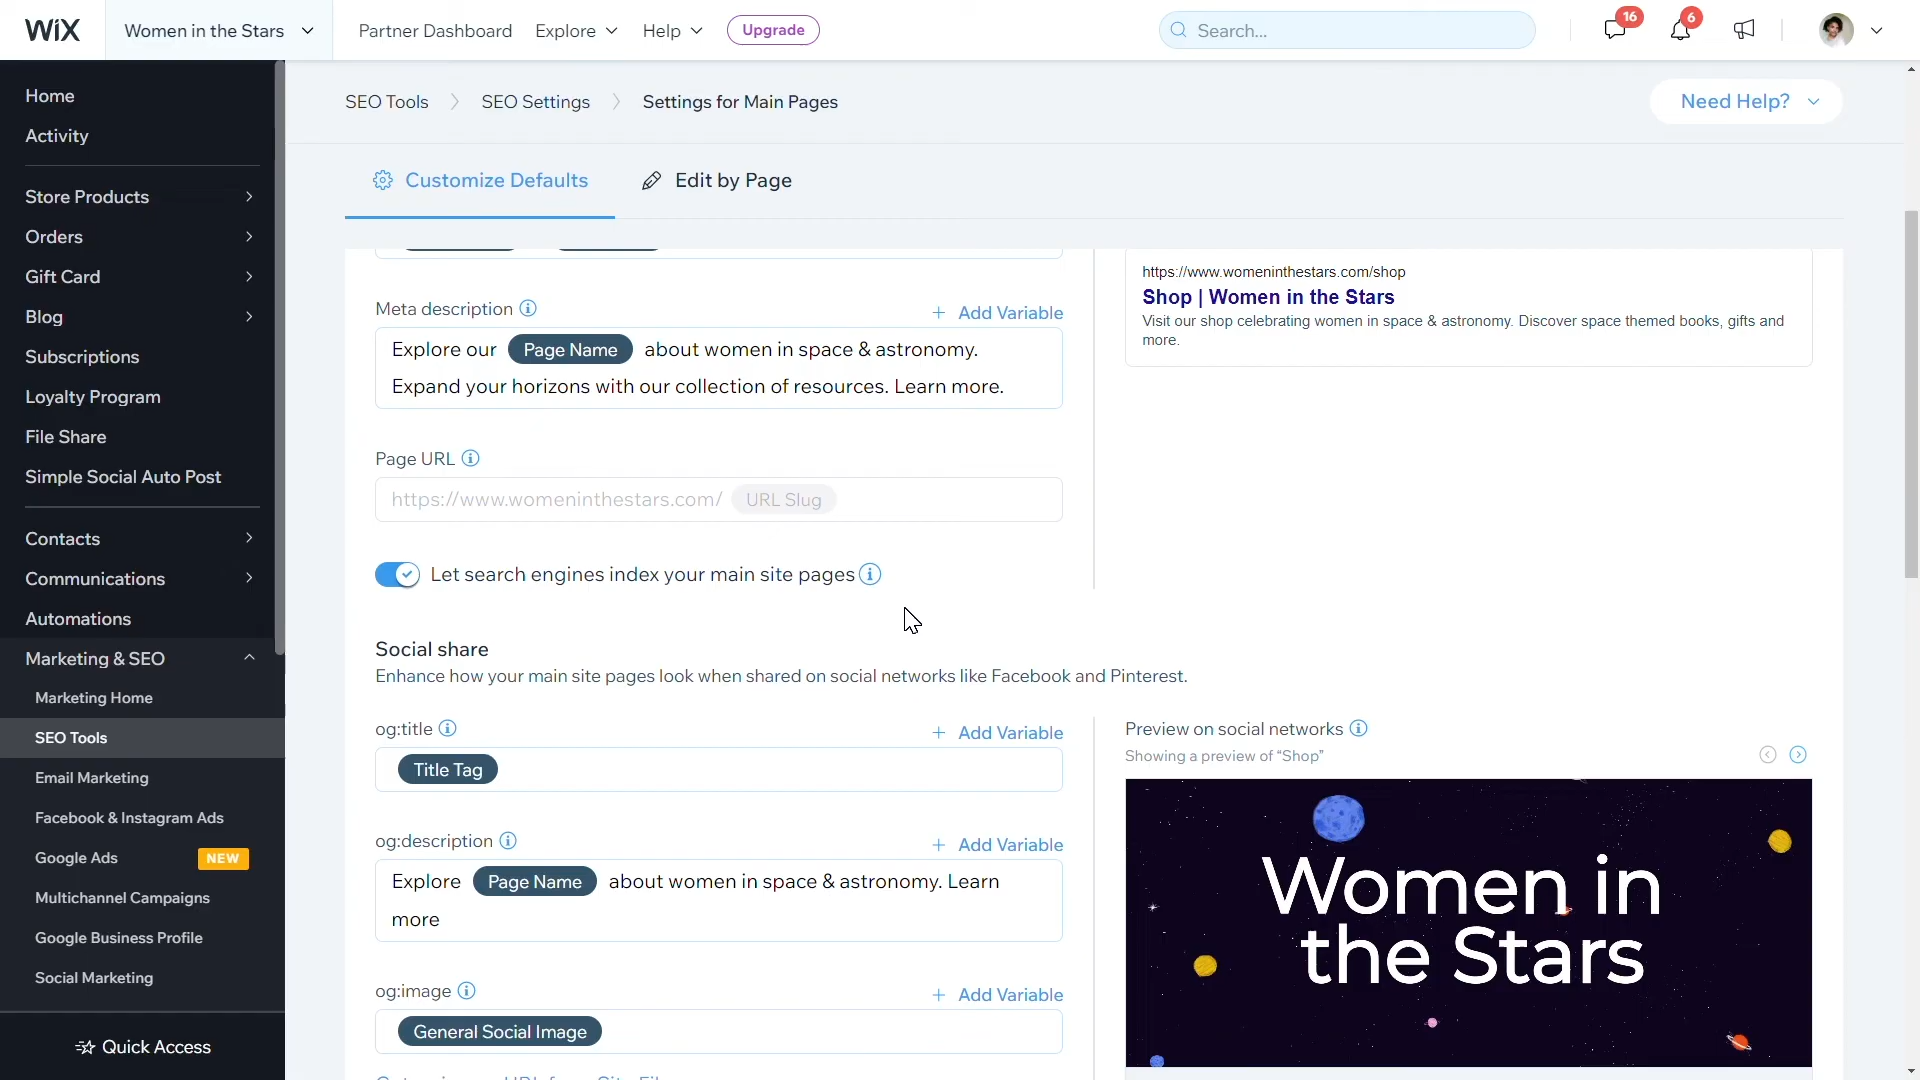 WiX
Women in the Stars
Partner Dashboard
Explore
Help
Upgrade
Search...
16
6
Home
Activity
Store Products
Orders
Gift Card
Blog
Subscriptions
Loyalty Program
File Share
Simple Social Auto Post
Contacts
Communications
Automations
Marketing & SEO
Marketing Home
SEO Tools
Email Marketing
Facebook & Instagram Ads
Google Ads
NEW
Multichannel Campaigns
Google Business Profile
Social Marketing
Quick Access
SEO Tools
SEO Settings
Settings for Main Pages
Need Help?
Customize Defaults
Edit by Page
Meta description
+ Add Variable
Explore our Page Name about women in space & astronomy.
Expand your horizons with our collection of resources. Learn more.
Page URL
https://www.womeninthestars.com/ URL Slug
Let search engines index your main site pages
https://www.womeninthestars.com/shop
Shop | Women in the Stars
Visit our shop celebrating women in space & astronomy. Discover space themed books, gifts and
more.
Social share
Enhance how your main site pages look when shared on social networks like Facebook and Pinterest.
og:title
+ Add Variable
Title Tag
og:description
+ Add Variable
Explore Page Name about women in space & astronomy. Learn
more
og:image
+ Add Variable
General Social Image
Preview on social networks
Showing a preview of “Shop”
Women in
the Stars